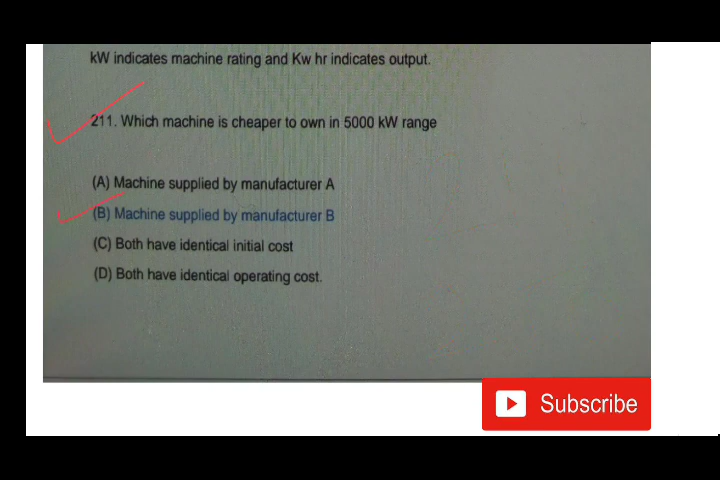 kW indicates machine rating and Kw hr indicates output.
211. Which machine is cheaper to own in 5000 kW range
(A) Machine supplied by manufacturer A
(B) Machine supplied by manufacturer B
(C) Both have identical initial cost
(D) Both have identical operating cost.
Subscribe